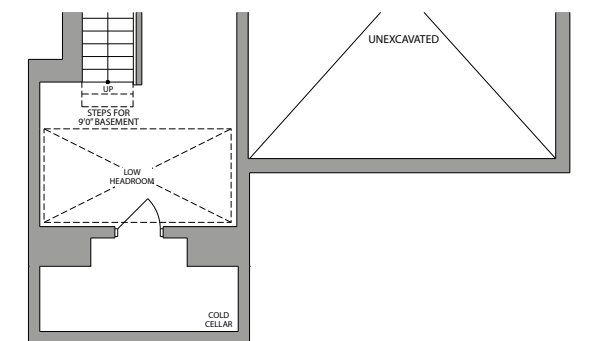 UNEXCAVATED
UP
STEPS FOR
9'0" BASEMENT
LOW
HEADROOM
COLD
CELLAR